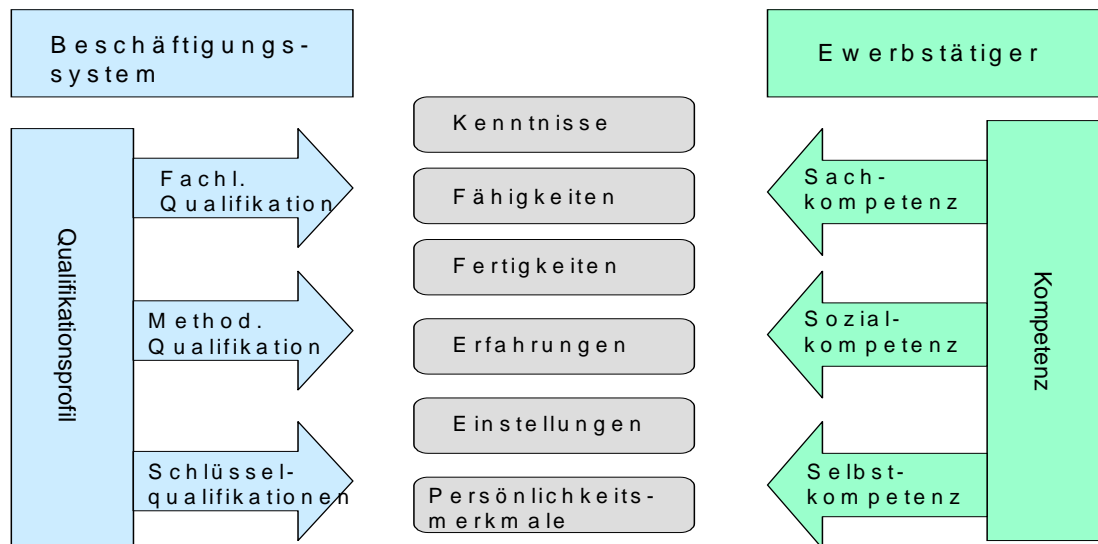 Beschäftigungs-
system
Ewerbstätiger
Qualifikationsprofil
Fachl.
Qualifikation
Method.
Qualifikation
Schlüssel-
qualifikationen
Kenntnisse
Fähigkeiten
Fertigkeiten
Erfahrungen
Einstellungen
Persönlichkeits-
merkmale
Sach-
kompetenz
Sozial-
kompetenz
Selbst-
kompetenz
Kompetenz